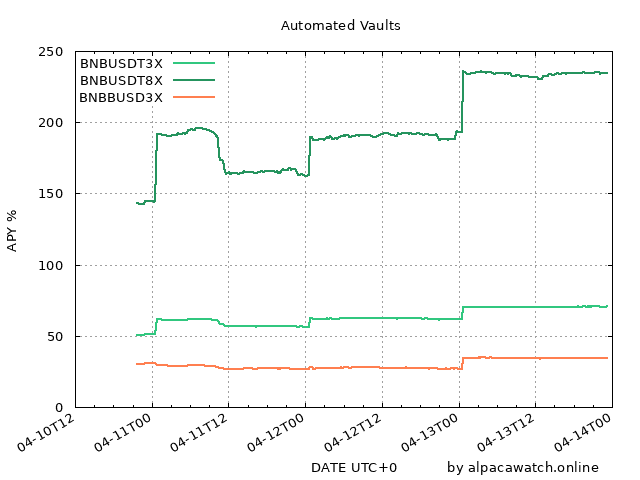 Automated Vaults
BNBUSDT3X
BNBUSDT8X
BNBBUSD3X
APY %
250
200
150
100
50
0
04-10T12
04-11T00
04-11T12
04-12T00
04-12T12
04-13T00
04-13T12
04-14T00
DATE UTC+0
by alpacawatch.online